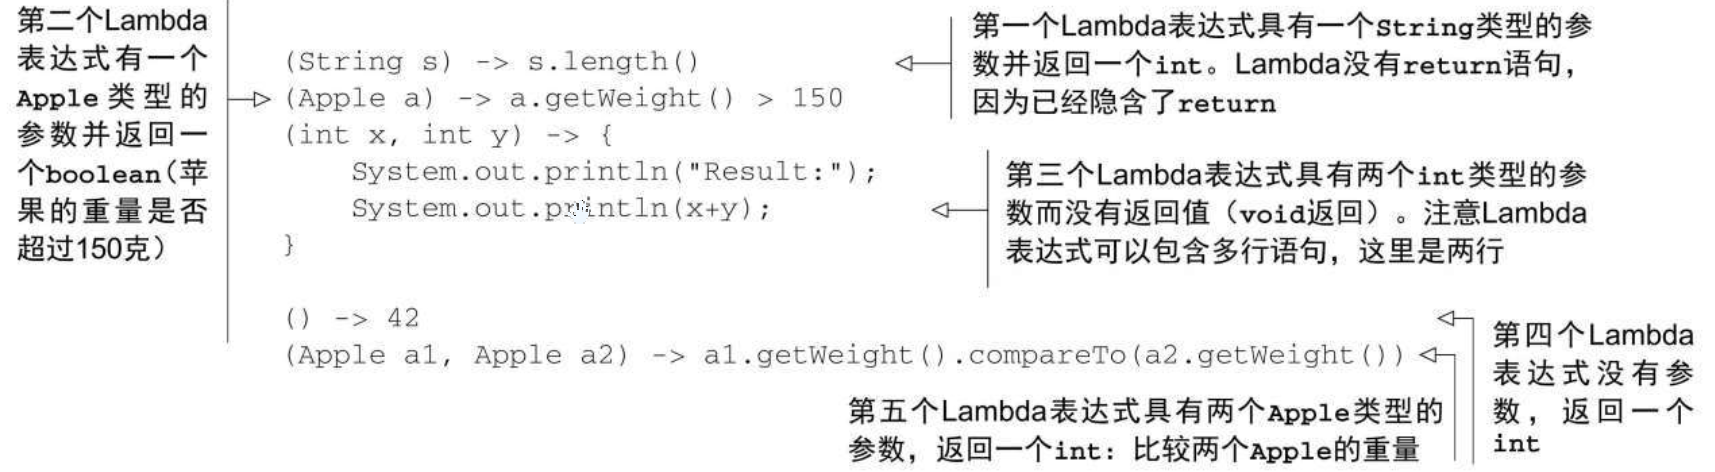 第二个Lambda
表达式有一个
Apple类型的
参数并返回一
个boolean（苹
果的重量是否
超过150克）
(String s) -> s.length()
(Apple a) -> a.getWeight() > 150
(int x, int y) -> {
    System.out.println("Result:");
    System.out.println(x+y);
}
() -> 42
(Apple a1, Apple a2) -> a1.getWeight().compareTo(a2.getWeight())
第一个Lambda表达式具有一个String类型的参
数并返回一个int。Lambda没有return语句，
因为已经隐含了return
第三个Lambda表达式具有两个int类型的参
数而没有返回值（void返回）。注意Lambda
表达式可以包含多行语句，这里是两行
第四个Lambda
表达式没有参
数，返回一个
int
第五个Lambda表达式具有两个Apple类型的
参数，返回一个int：比较两个Apple的重量